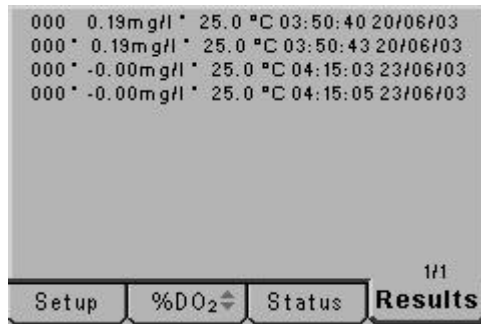 000 0.19mg/l * 25.0 °C 03:50:40 20/06/03
000 * 0.19mg/l * 25.0 °C 03:50:43 20/06/03
000 * -0.00mg/l * 25.0 °C 04:15:03 23/06/03
000 * -0.00mg/l * 25.0 °C 04:15:05 23/06/03
1/1
Setup %DO₂ Status Results